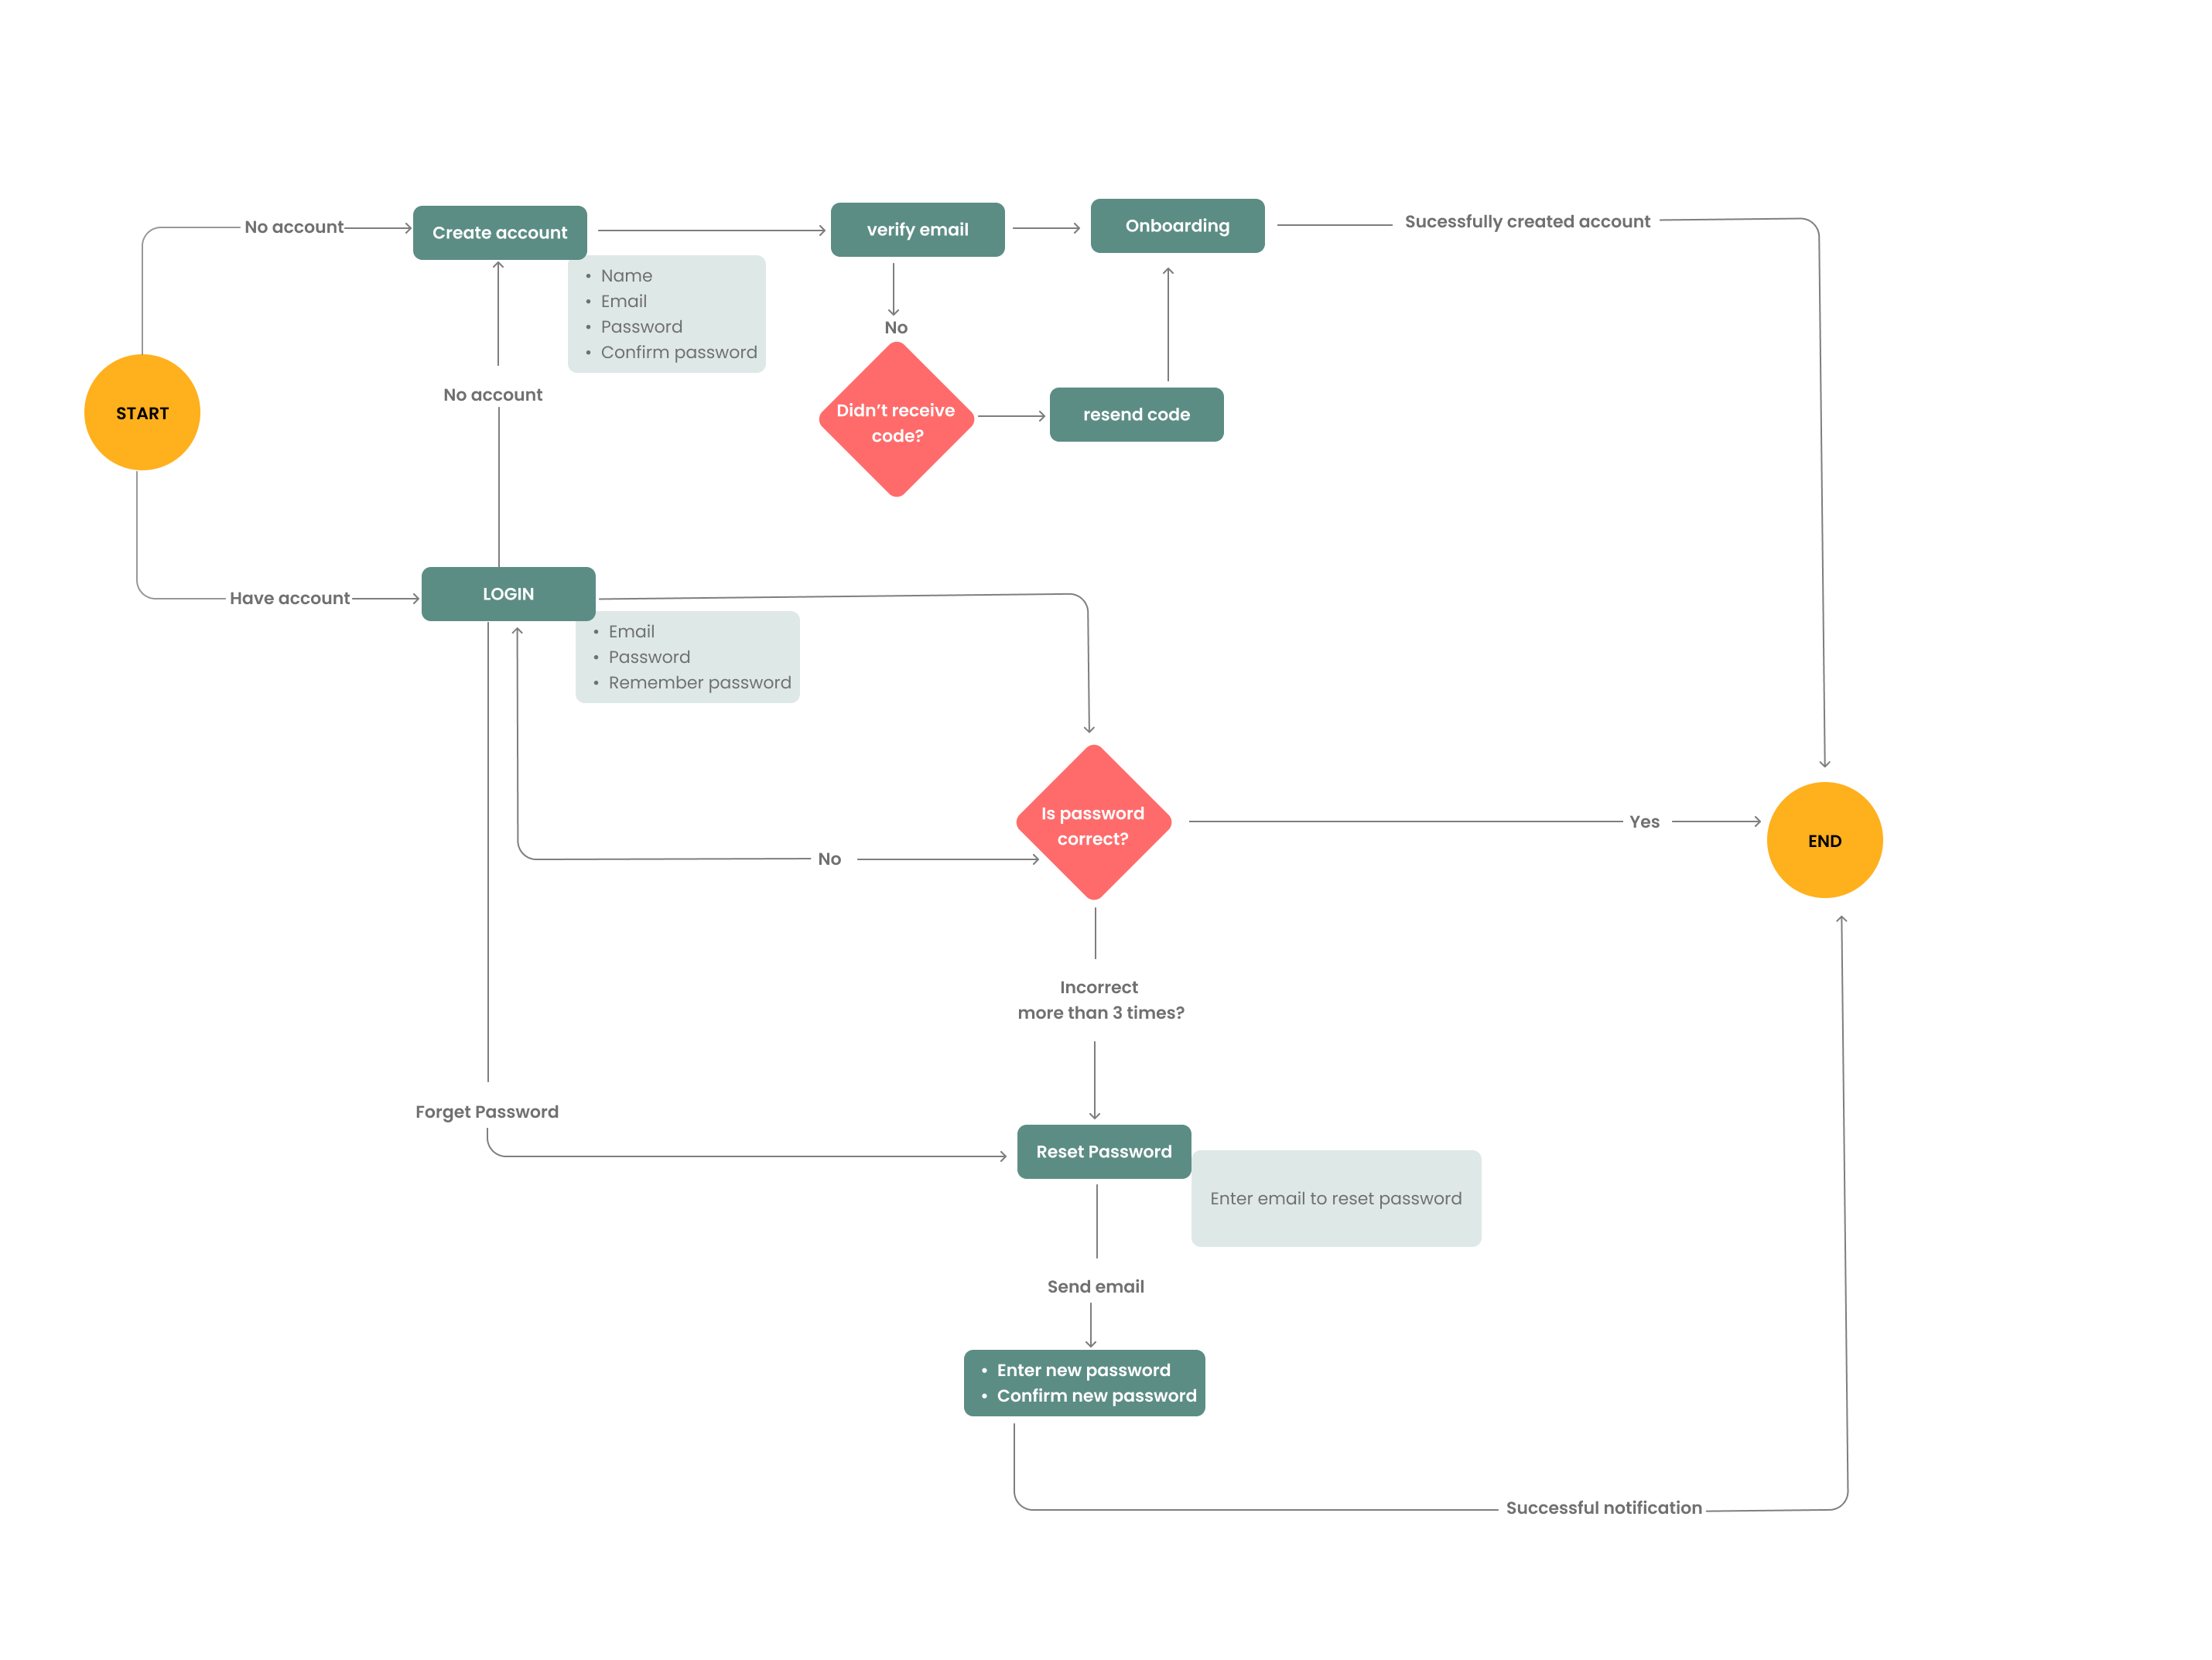 No account
Create account
verify email
Onboarding
Sucessfully created account
• Name
• Email
• Password
• Confirm password
No
START
No account
Didn’t receive
code?
resend code
Have account
LOGIN
• Email
• Password
• Remember password
Is password
correct?
Yes
END
No
Incorrect
more than 3 times?
Forget Password
Reset Password
Enter email to reset password
Send email
• Enter new password
• Confirm new password
Successful notification